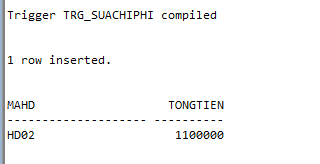 Trigger TRG_SUACHIPHI compiled
1 row inserted.
MAHD TONGTIEN
-------------------- ----------
HD02 1100000